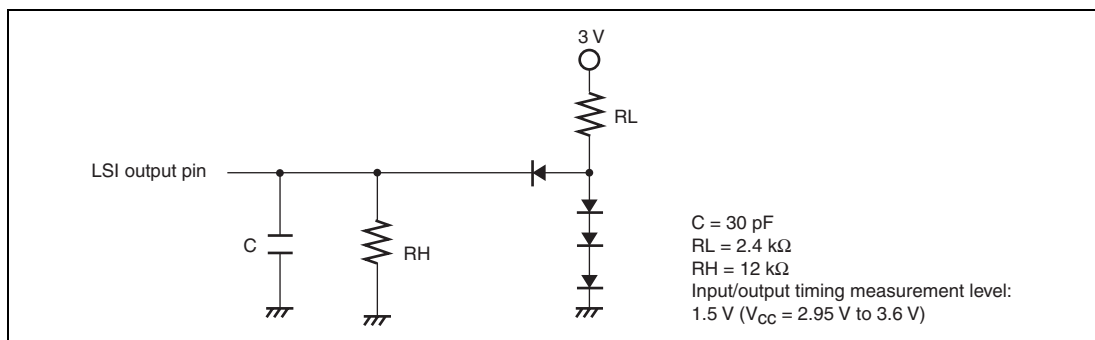 3 V
RL
LSI output pin
C
RH
C = 30 pF
RL = 2.4 kΩ
RH = 12 kΩ
Input/output timing measurement level:
1.5 V (VCC = 2.95 V to 3.6 V)